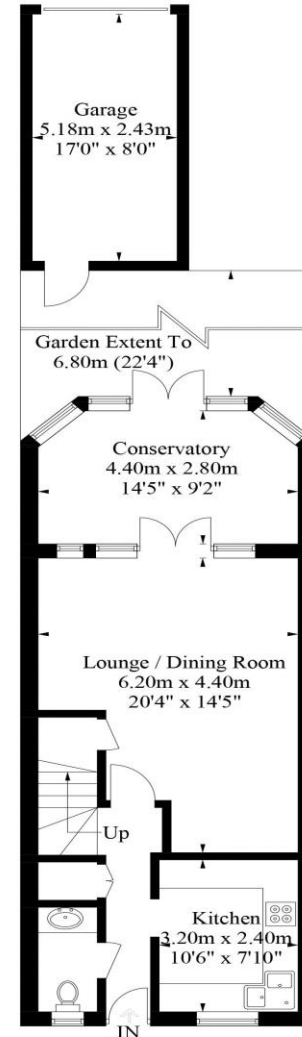 Garage
5.18m x 2.43m
17'0" x 8'0"
Garden Extent To
6.80m (22'4")
Conservatory
4.40m x 2.80m
14'5" x 9'2"
Lounge / Dining Room
6.20m x 4.40m
20'4" x 14'5"
Up
Kitchen
3.20m x 2.40m
10'6" x 7'10"
IN